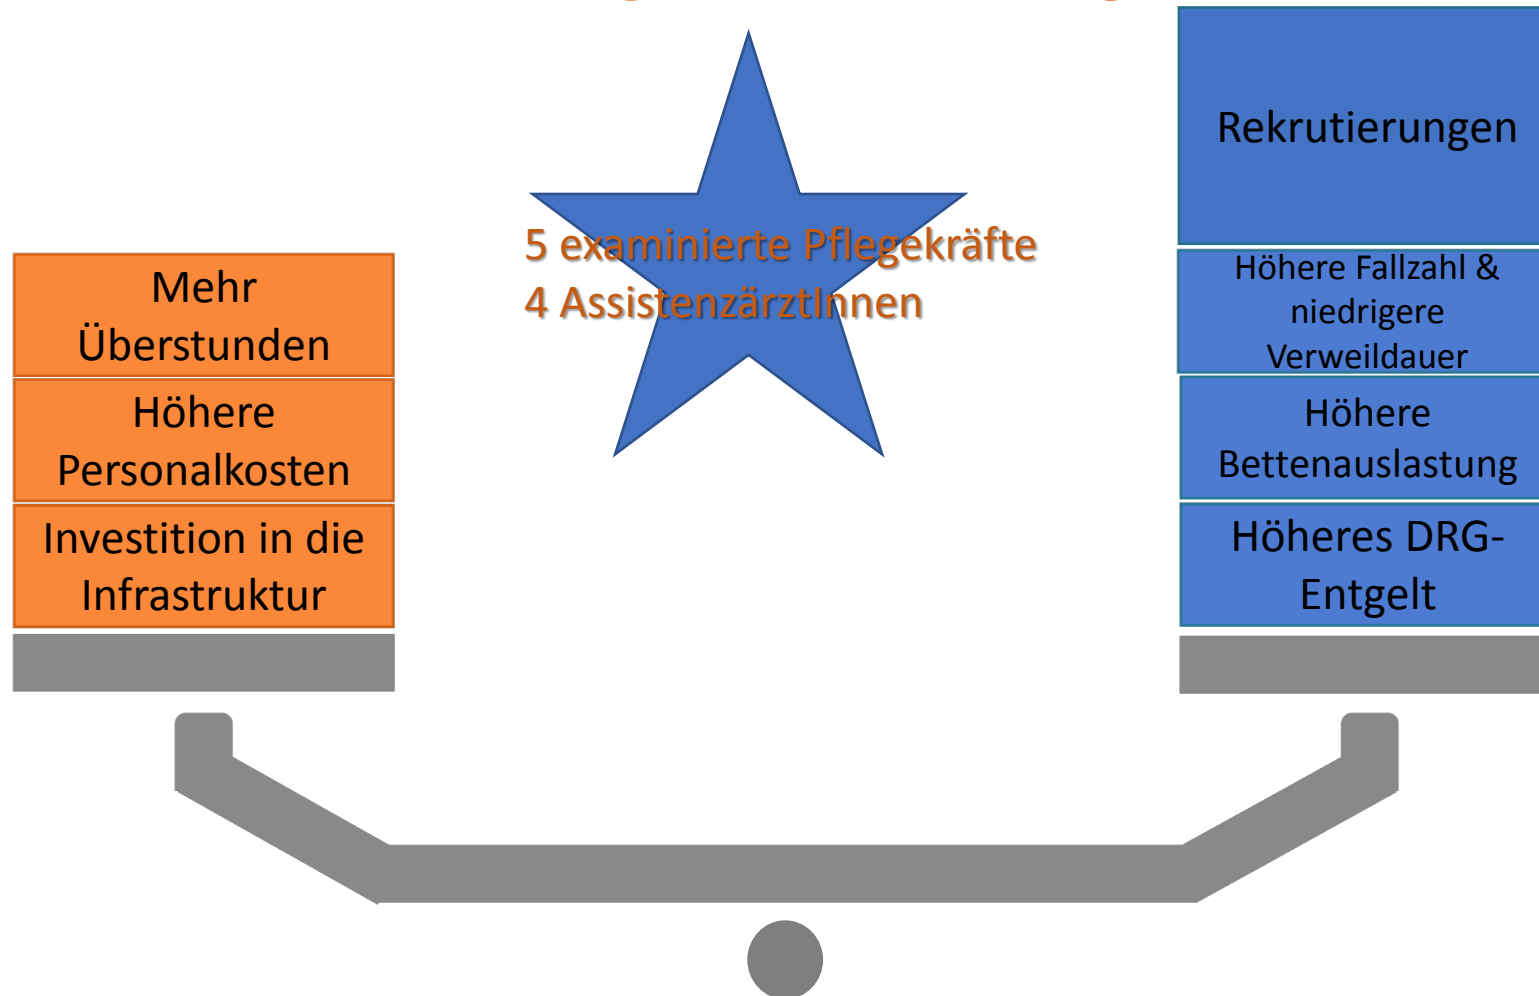 Mehr
Überstunden
Höhere
Personalkosten
Investition in die
Infrastruktur
5 examinierte Pflegekräfte
4 AssistenzärztInnen
Rekrutierungen
Höhere Fallzahl &
niedrigere
Verweildauer
Höhere
Bettenauslastung
Höheres DRG-
Entgelt